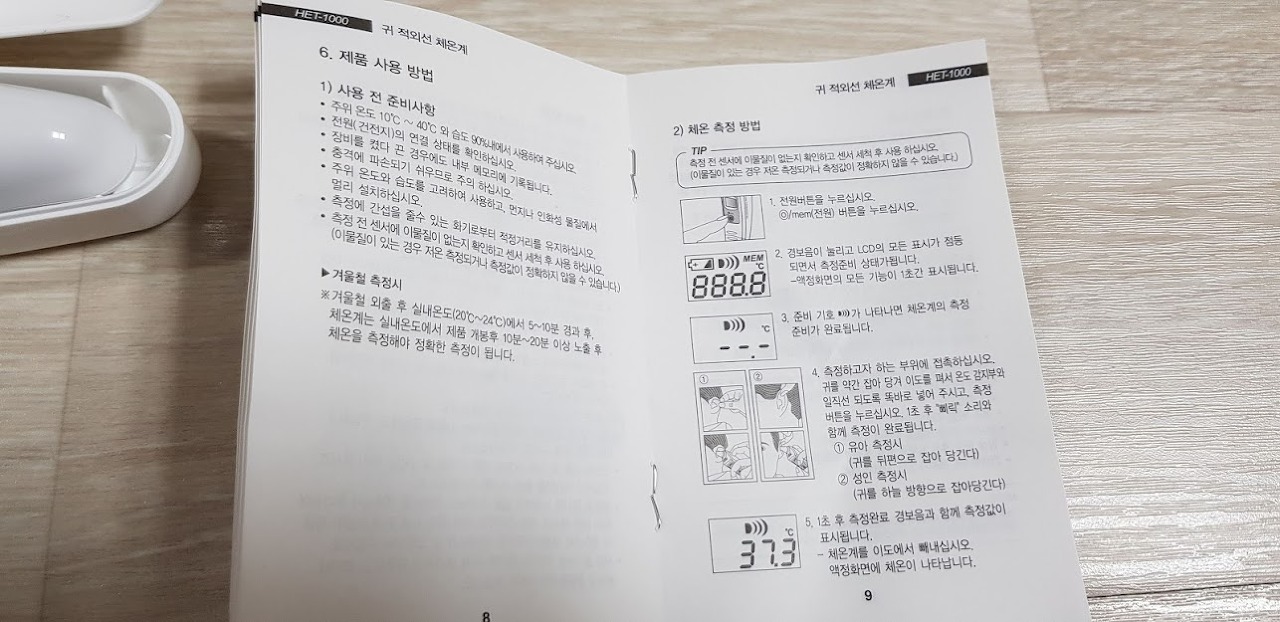 HET-1000
귀 적외선 체온계
6. 제품 사용 방법
1) 사용 전 준비사항
• 주위 온도 10℃ ~ 40℃ 외 습도 90%내에서 사용하여 주십시오.
• 전원(건전지)의 연결 상태를 확인하십시오.
• 장비를 켰다 끈 경우에도 내부 메모리에 기록됩니다.
• 충격에 파손되기 쉬우므로 주의 하십시오.
• 주위 온도와 습도를 고려하여 사용하고, 먼지나 인화성 물질에서
멀리 설치하십시오.
• 측정에 간섭을 줄수 있는 화기로부터 적정거리를 유지하십시오.
• 측정 전 센서에 이물질이 없는지 확인하고 센서 세척 후 사용 하십시오.
(이물질이 있는 경우 저온 측정되거나 측정값이 정확하지 않을 수 있습니다.)
▶겨울철 측정시
※겨울철 외출 후 실내온도(20℃~24℃)에서 5~10분 경과 후,
체온계는 실내온도에서 제품 개봉후 10분~20분 이상 노출 후
체온을 측정해야 정확한 측정이 됩니다.
8
귀 적외선 체온계
HET-1000
2) 체온 측정 방법
TIP
측정 전 센서에 이물질이 없는지 확인하고 센서 세척 후 사용 하십시오.
(이물질이 있는 경우 저온 측정되거나 측정값이 정확하지 않을 수 있습니다.)
1. 전원버튼을 누르십시오.
◎/mem(전원) 버튼을 누르십시오.
MEM
℃
888.8
2. 경보음이 눌리고 LCD의 모든 표시가 점등
되면서 측정준비 상태가됩니다.
-액정화면의 모든 기능이 1초간 표시됩니다.
℃
- - -.
3. 준비 기호 가 나타나면 체온계의 측정
준비가 완료됩니다.
① ②
4. 측정하고자 하는 부위에 접촉하십시오.
귀를 약간 잡아 당겨 이도를 펴서 온도 감지부와
일직선 되도록 똑바로 넣어 주시고, 측정
버튼을 누르십시오. 1초 후 "삐릭" 소리와
함께 측정이 완료됩니다.
① 유아 측정시
(귀를 뒤편으로 잡아 당긴다)
② 성인 측정시
(귀를 하늘 방향으로 잡아당긴다)
℃
37.3
5. 1초 후 측정완료 경보음과 함께 측정값이
표시됩니다.
- 체온계를 이도에서 빼내십시오.
액정화면에 체온이 나타납니다.
9